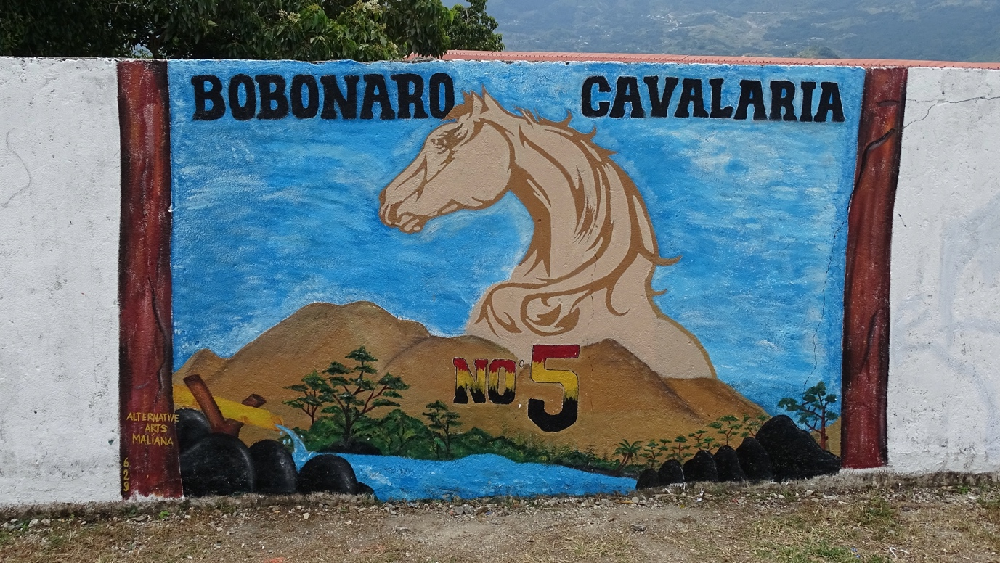 BOBONARO CAVALARIA
NO° 5
ALTERNATIVE
ARTS
MALIANA
629